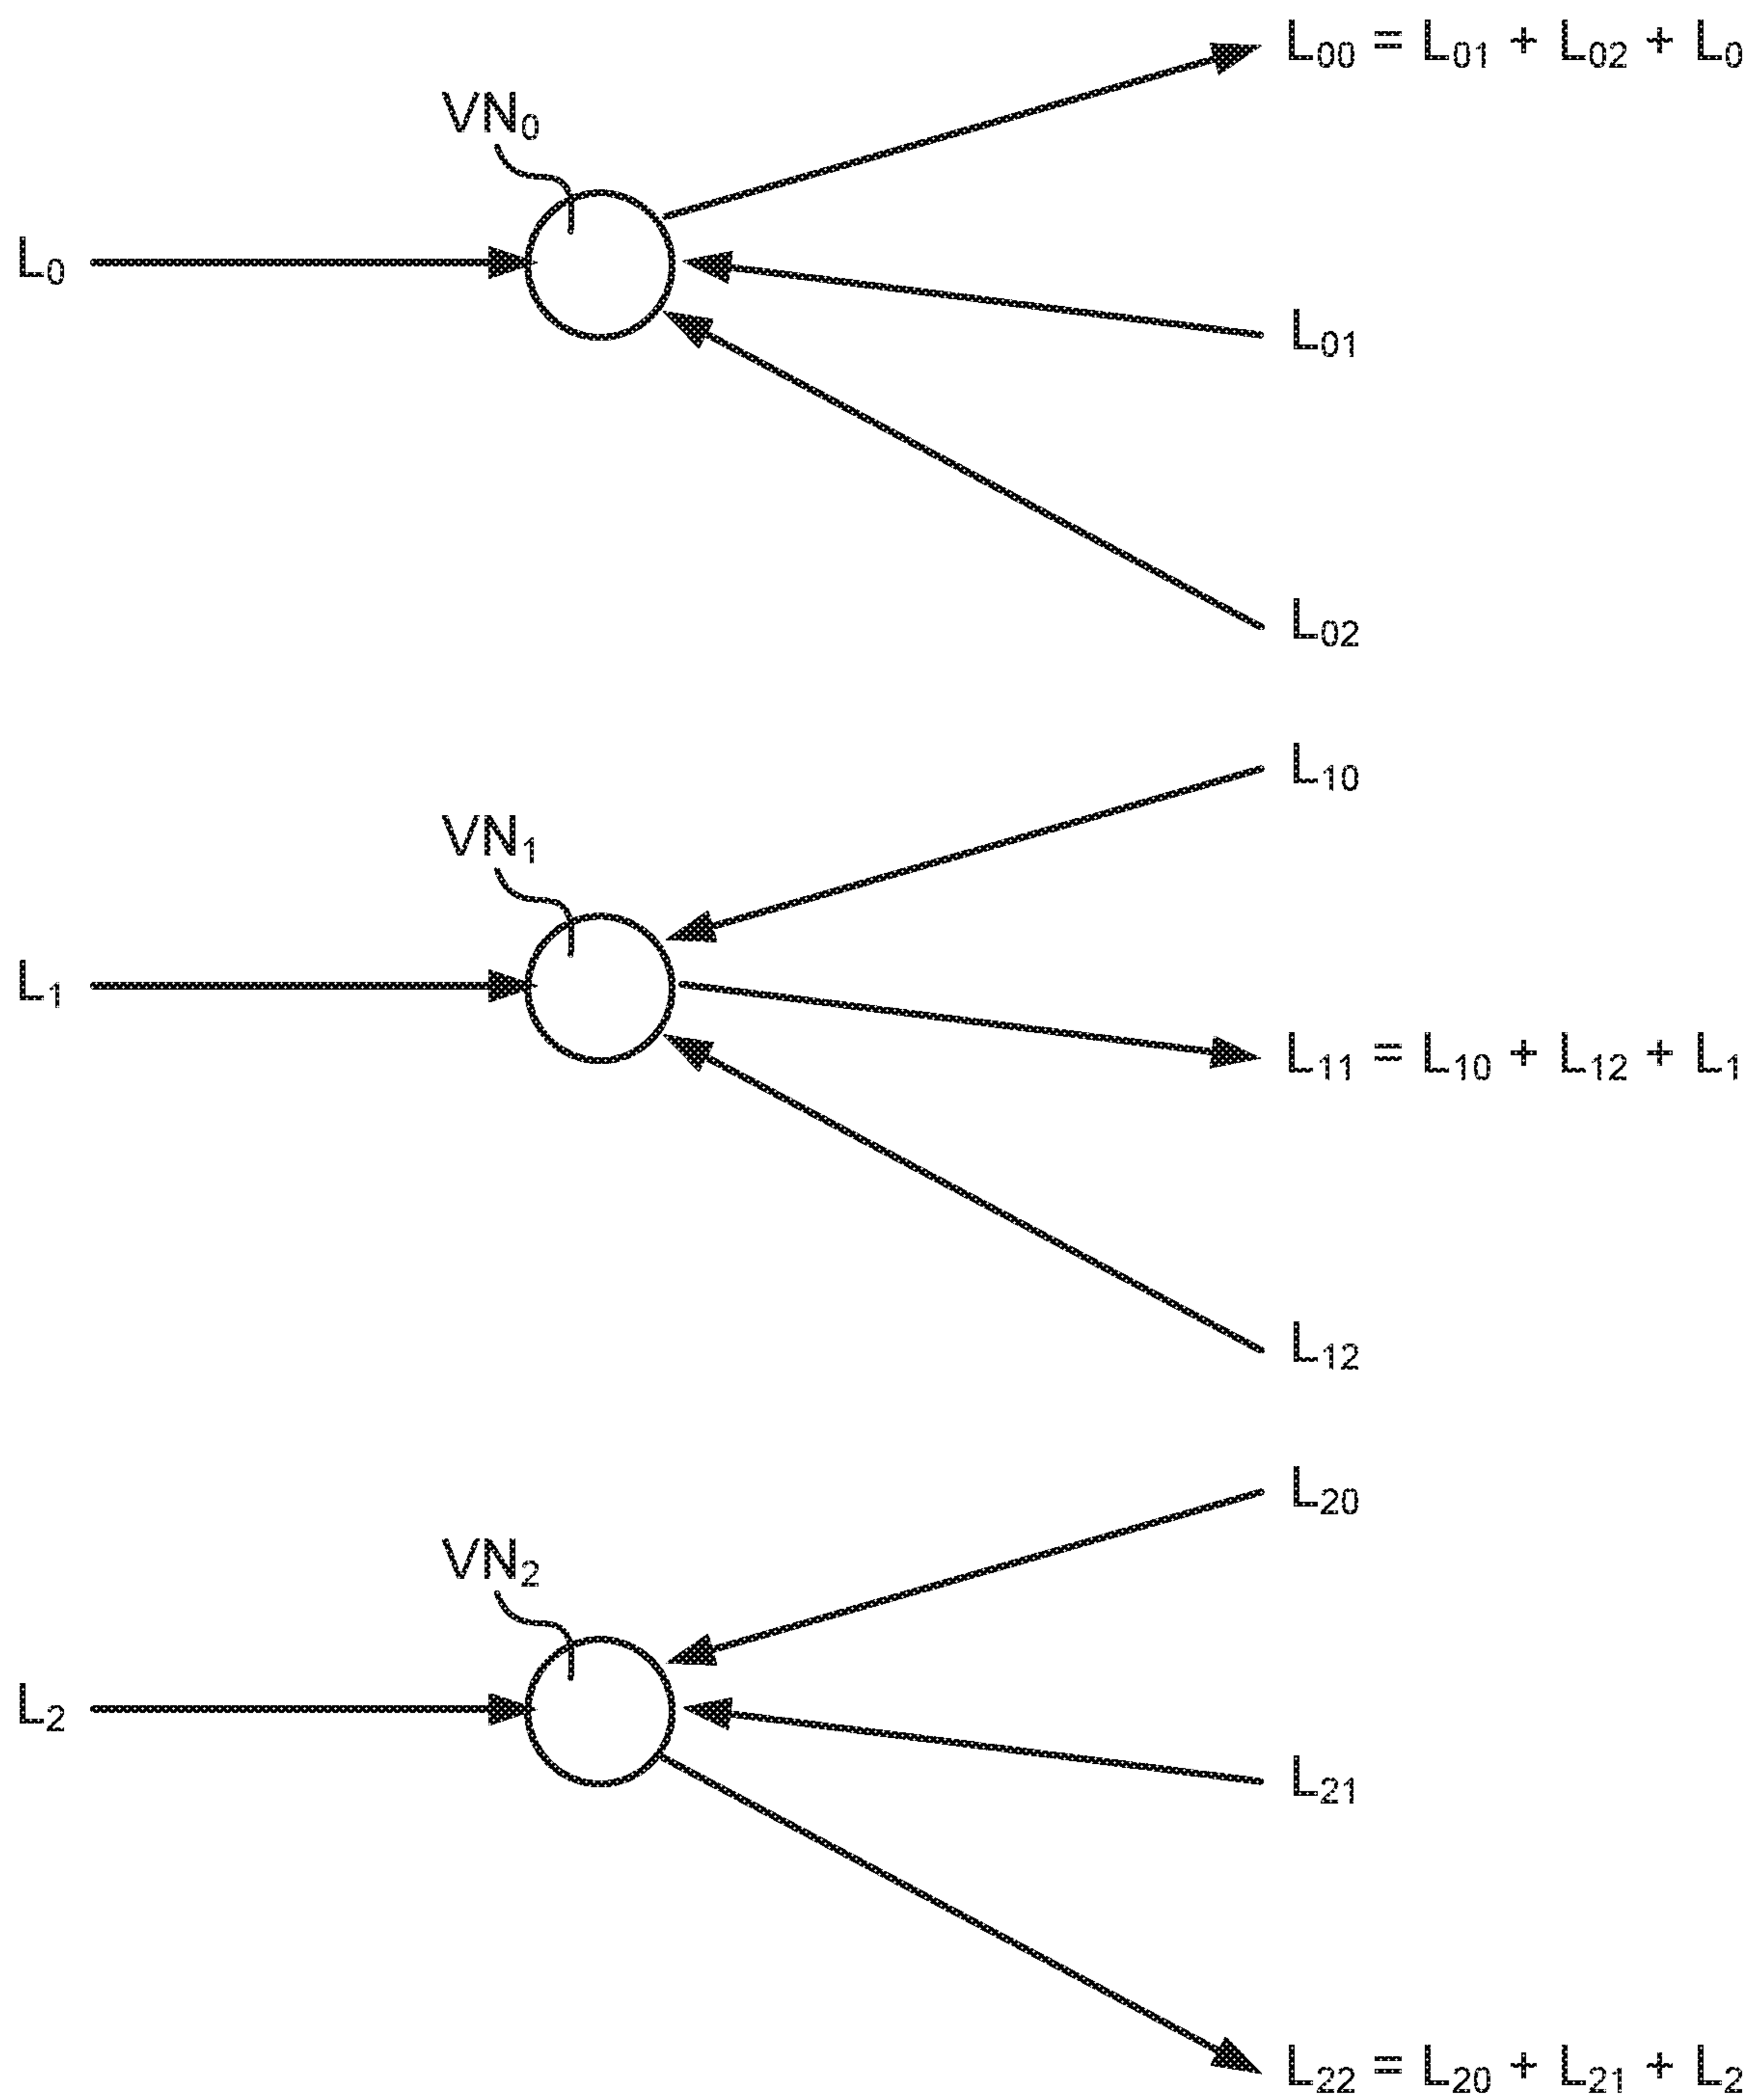 L₀₀ = L₀₁ + L₀₂ + L₀
VN₀
L₀
L₀₁
L₀₂
L₁₀
VN₁
L₁
L₁₁ = L₁₀ + L₁₂ + L₁
L₁₂
L₂₀
VN₂
L₂
L₂₁
L₂₂ = L₂₀ + L₂₁ + L₂